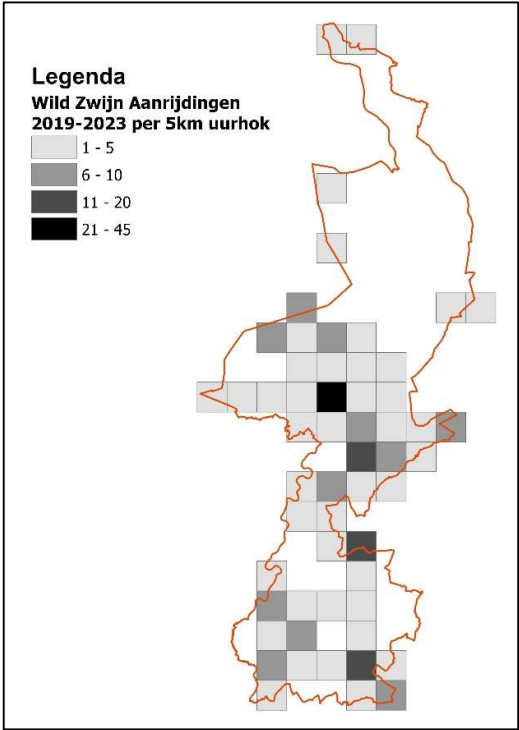 Legenda
Wild Zwijn Aanrijdingen
2019-2023 per 5km uurhok
1 - 5
6 - 10
11 - 20
21 - 45